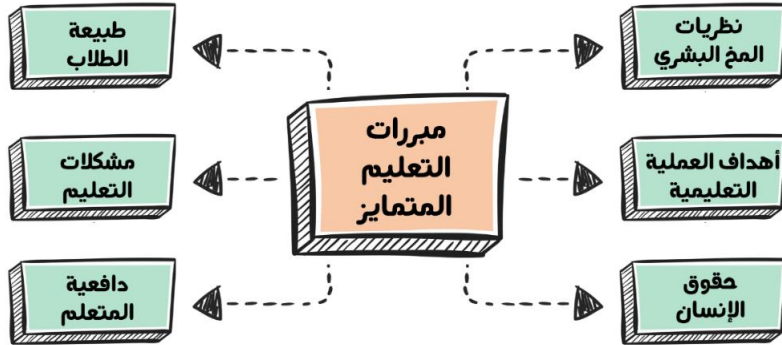 نظريات
المخ البشري
طبيعة
الطلاب
مبررات
التعليم
المتمايز
أهداف العملية
التعليمية
مشكلات
التعليم
حقوق
الإنسان
دافعية
المتعلم